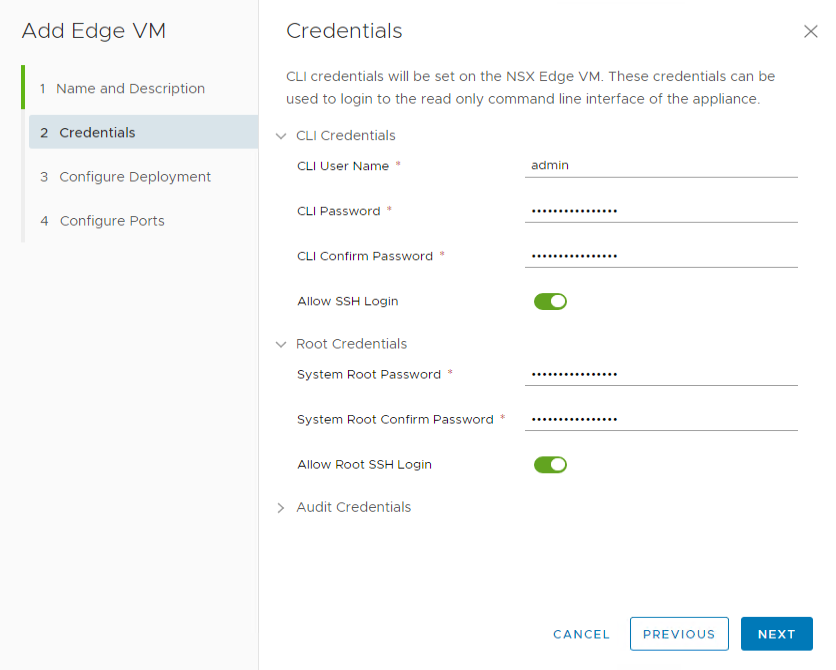 Add Edge VM
1 Name and Description
2 Credentials
3 Configure Deployment
4 Configure Ports
Credentials
CLI credentials will be set on the NSX Edge VM. These credentials can be
used to login to the read only command line interface of the appliance.
CLI Credentials
CLI User Name * admin
CLI Password * ••••••••••••••••
CLI Confirm Password * ••••••••••••••••
Allow SSH Login
Root Credentials
System Root Password * ••••••••••••••••
System Root Confirm Password * ••••••••••••••••
Allow Root SSH Login
Audit Credentials
CANCEL PREVIOUS NEXT